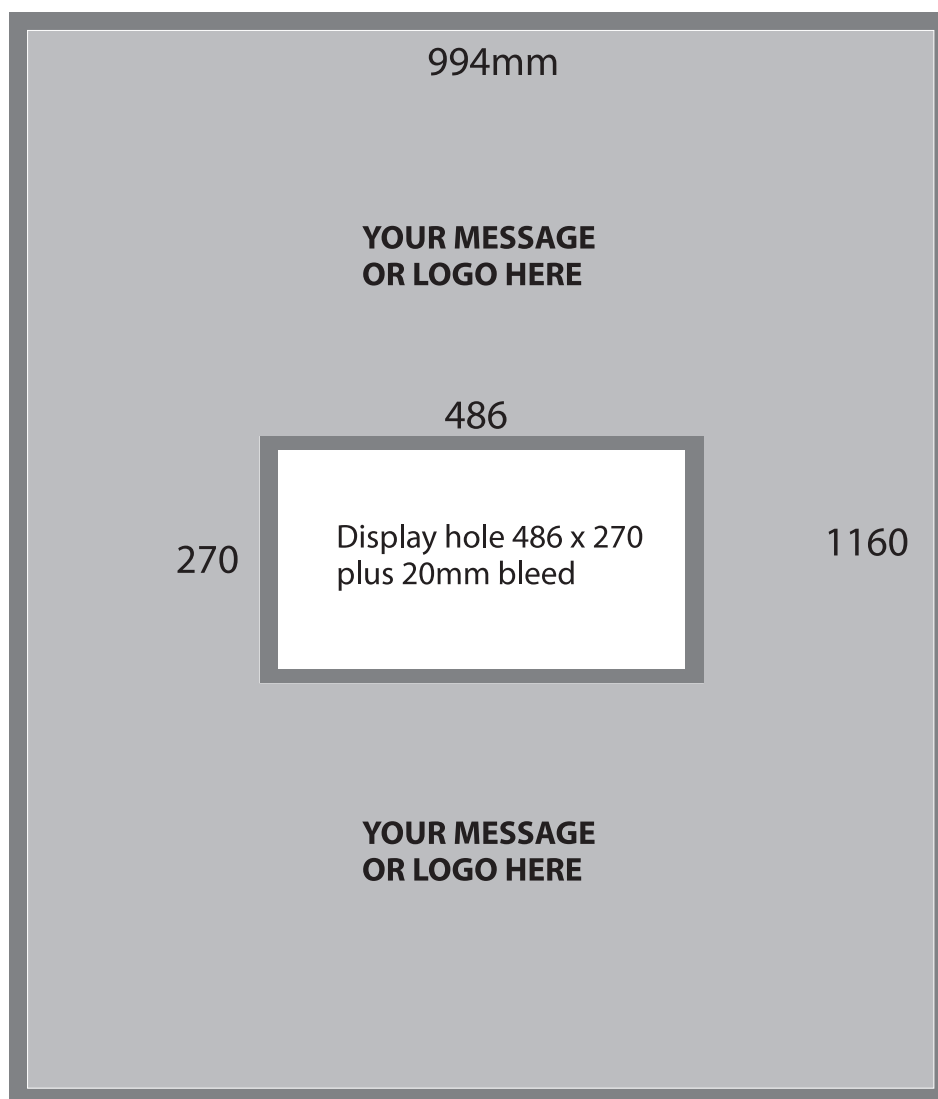 994mm
YOUR MESSAGE
OR LOGO HERE
486
Display hole 486 x 270
plus 20mm bleed
270
1160
YOUR MESSAGE
OR LOGO HERE